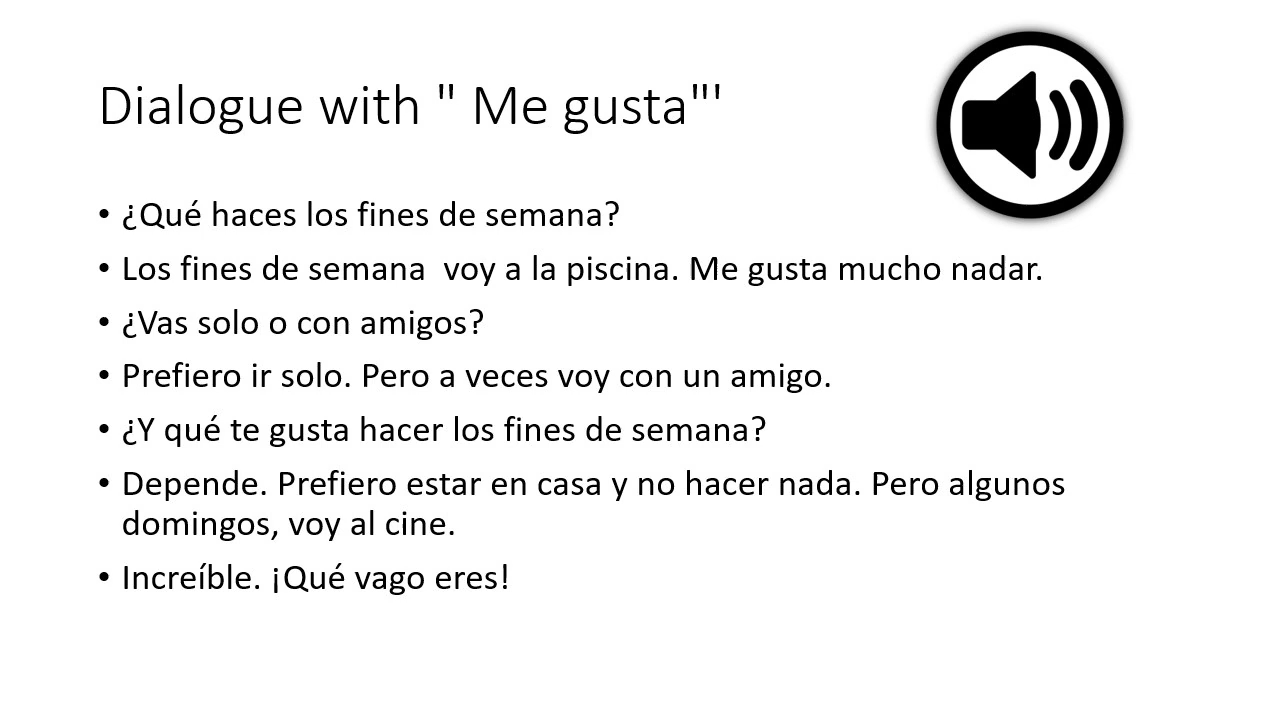 Dialogue with " Me gusta"'
• ¿Qué haces los fines de semana?
• Los fines de semana  voy a la piscina. Me gusta mucho nadar.
• ¿Vas solo o con amigos?
• Prefiero ir solo. Pero a veces voy con un amigo.
• ¿Y qué te gusta hacer los fines de semana?
• Depende. Prefiero estar en casa y no hacer nada. Pero algunos
domingos, voy al cine.
• Increíble. ¡Qué vago eres!